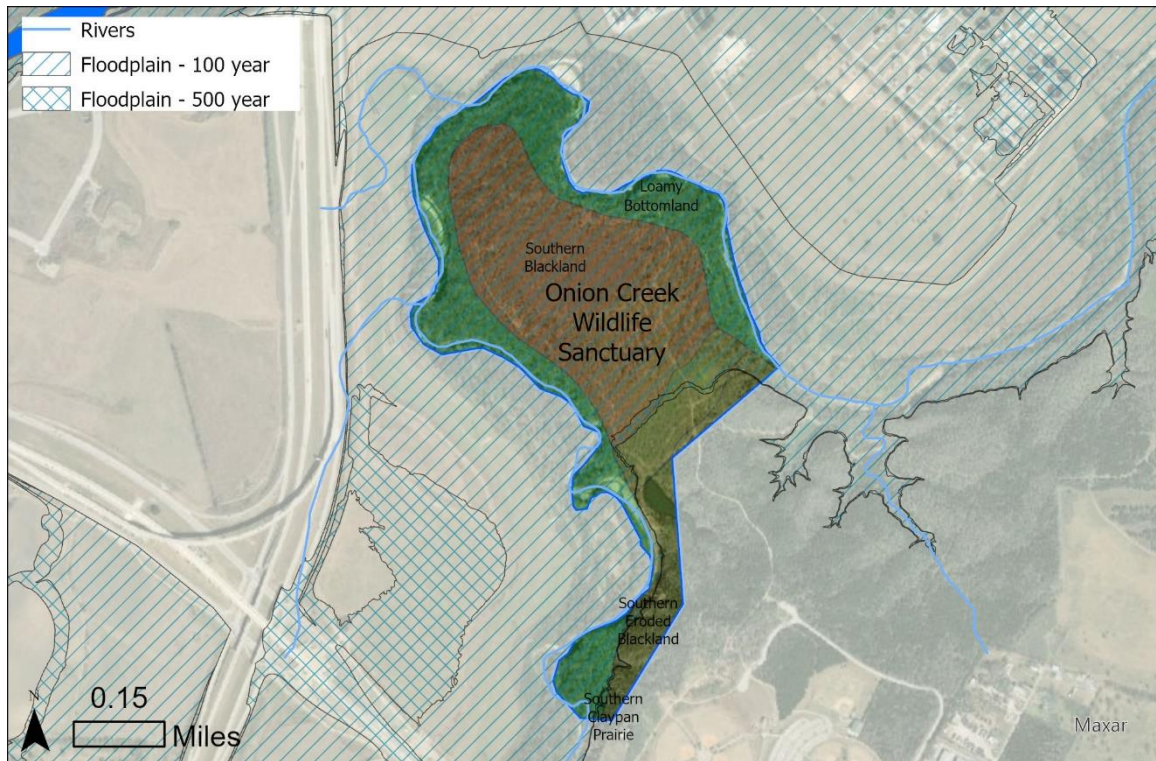 Rivers
Floodplain - 100 year
Floodplain - 500 year
Loamy
Bottomland
Southern
Blackland
Onion Creek
Wildlife
Sanctuary
Southern
Eroded
Blackland
Southern
Claypan
Prairie
N
0.15
Miles
Maxar